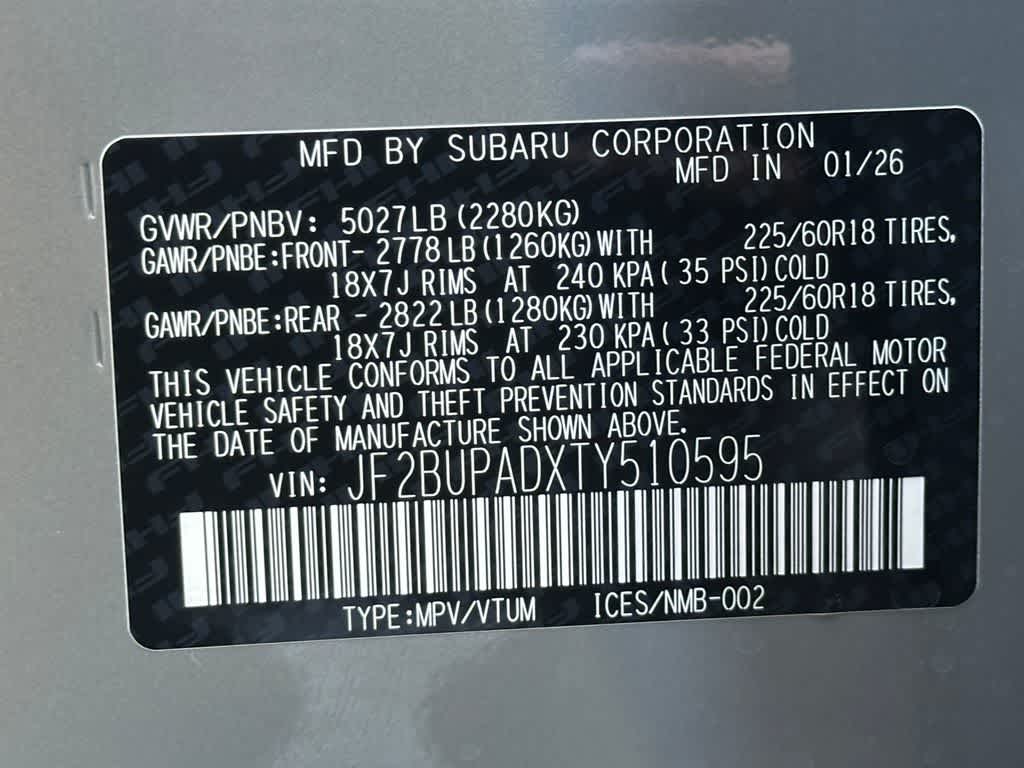 MFD BY SUBARU CORPORATION
MFD IN 01/26
GVWR/PNBV: 5027LB (2280KG)
GAWR/PNBE:FRONT- 2778 LB (1260KG) WITH 225/60R18 TIRES,
18X7J RIMS AT 240 KPA ( 35 PSI) COLD
GAWR/PNBE:REAR - 2822 LB (1280KG) WITH 225/60R18 TIRES,
18X7J RIMS AT 230 KPA ( 33 PSI) COLD
THIS VEHICLE CONFORMS TO ALL APPLICABLE FEDERAL MOTOR
VEHICLE SAFETY AND THEFT PREVENTION STANDARDS IN EFFECT ON
THE DATE OF MANUFACTURE SHOWN ABOVE.
VIN: JF2BUPADXTY510595
TYPE:MPV/VTUM ICES/NMB-002